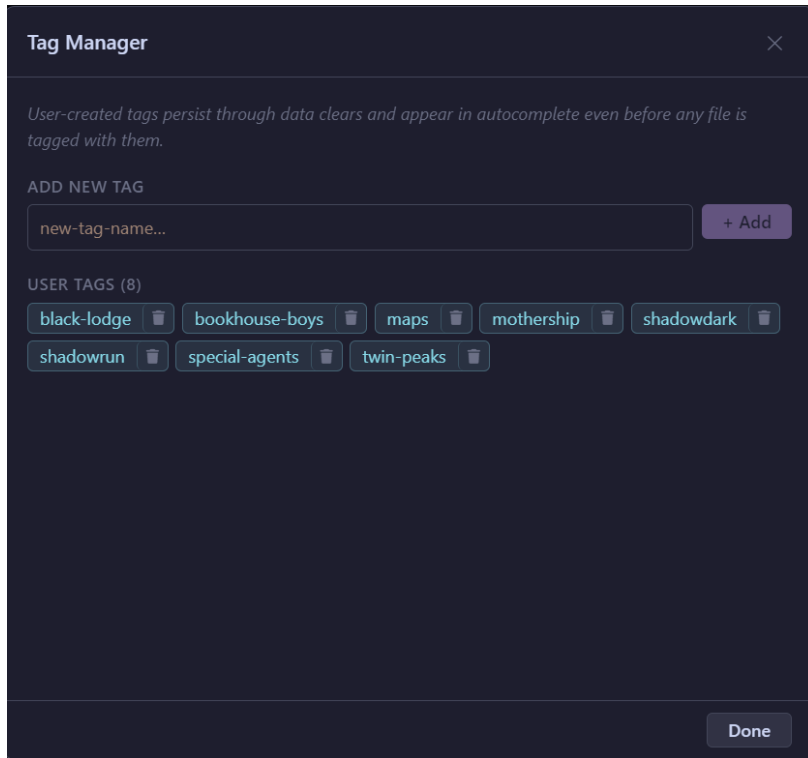 Tag Manager
User-created tags persist through data clears and appear in autocomplete even before any file is
tagged with them.
ADD NEW TAG
new-tag-name...
+ Add
USER TAGS (8)
black-lodge bookhouse-boys maps mothership shadowdark
shadowrun special-agents twin-peaks
Done